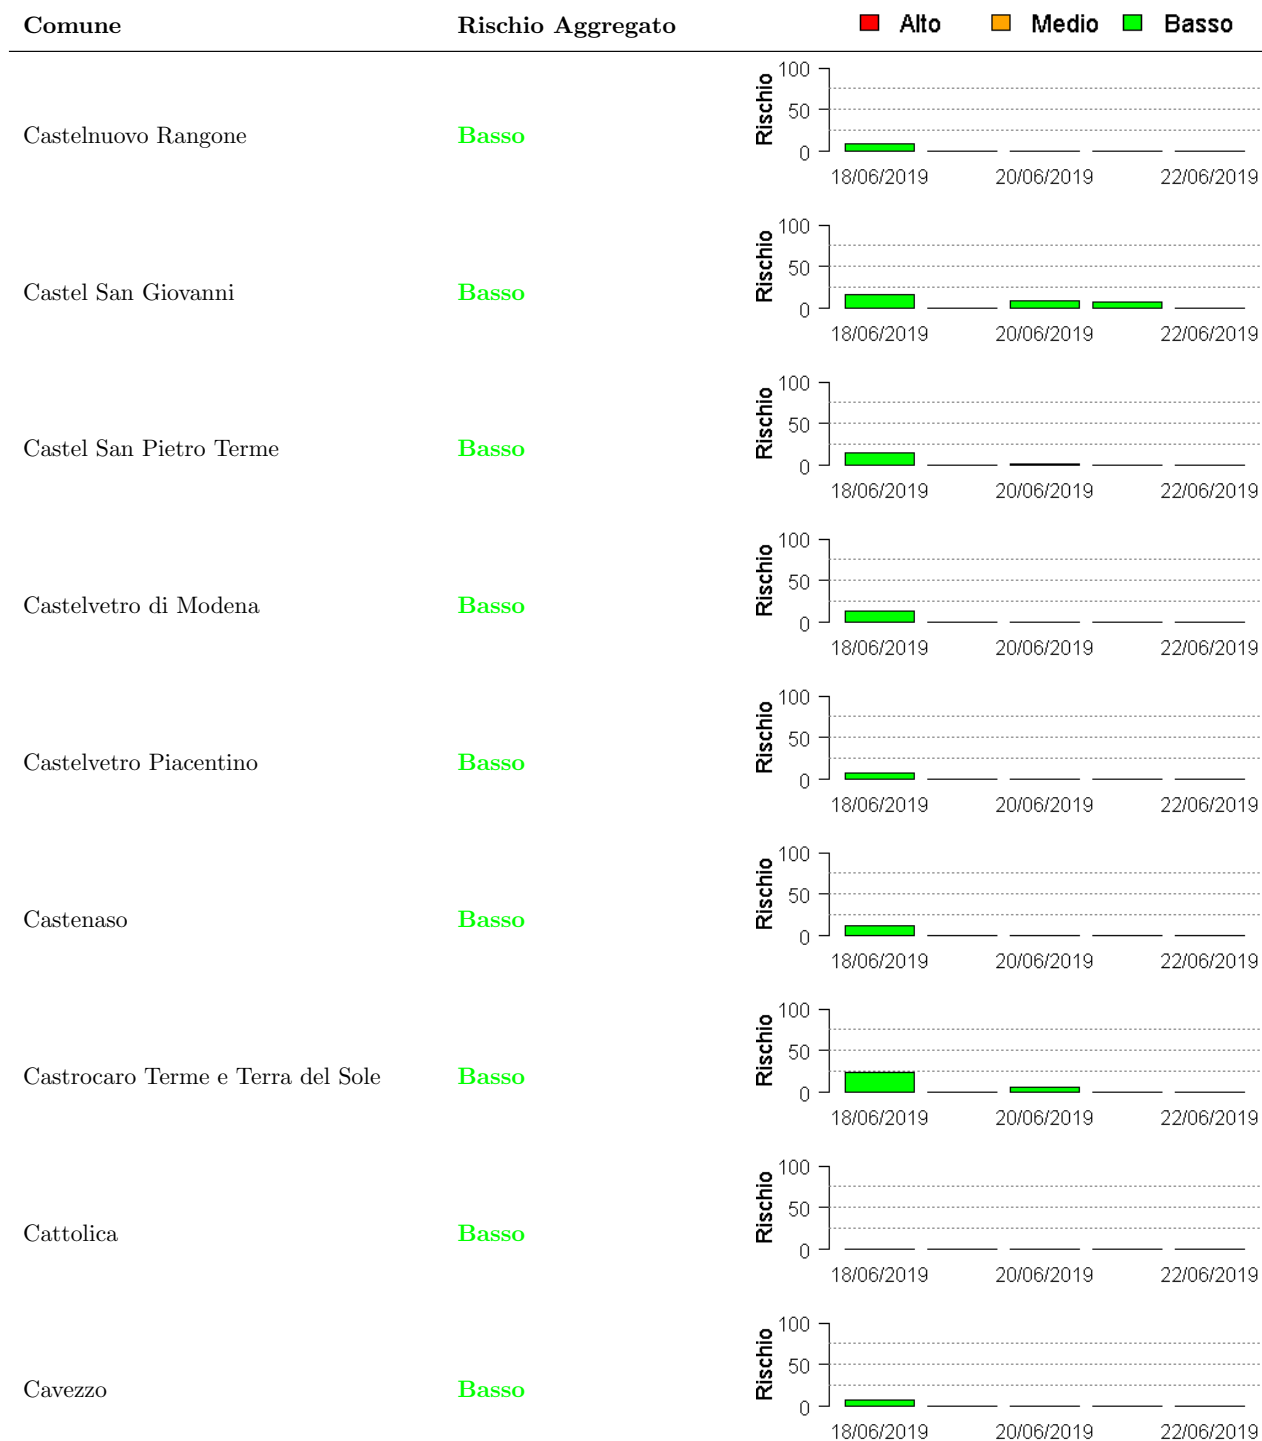 Comune Rischio Aggregato Alto Medio Basso
100
50
0
Rischio
Castelnuovo Rangone Basso
18/06/2019 20/06/2019 22/06/2019
100
50
0
Rischio
Castel San Giovanni Basso
18/06/2019 20/06/2019 22/06/2019
100
50
0
Rischio
Castel San Pietro Terme Basso
18/06/2019 20/06/2019 22/06/2019
100
50
0
Rischio
Castelvetro di Modena Basso
18/06/2019 20/06/2019 22/06/2019
100
50
0
Rischio
Castelvetro Piacentino Basso
18/06/2019 20/06/2019 22/06/2019
100
50
0
Rischio
Castenaso Basso
18/06/2019 20/06/2019 22/06/2019
100
50
0
Rischio
Castrocaro Terme e Terra del Sole Basso
18/06/2019 20/06/2019 22/06/2019
100
50
0
Rischio
Cattolica Basso
18/06/2019 20/06/2019 22/06/2019
100
50
0
Rischio
Cavezzo Basso
18/06/2019 20/06/2019 22/06/2019